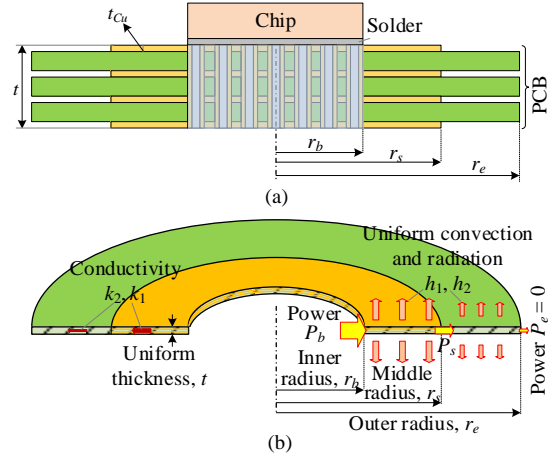 Chip
t_Cu
Solder
t
PCB
r_b
r_s
r_e
(a)
Uniform convection
and radiation
h_1, h_2
Conductivity
k_2, k_1
Power
P_b
P_s
Power P_e = 0
Uniform
thickness, t
Inner
radius, r_b
Middle
radius, r_s
Outer radius, r_e
(b)